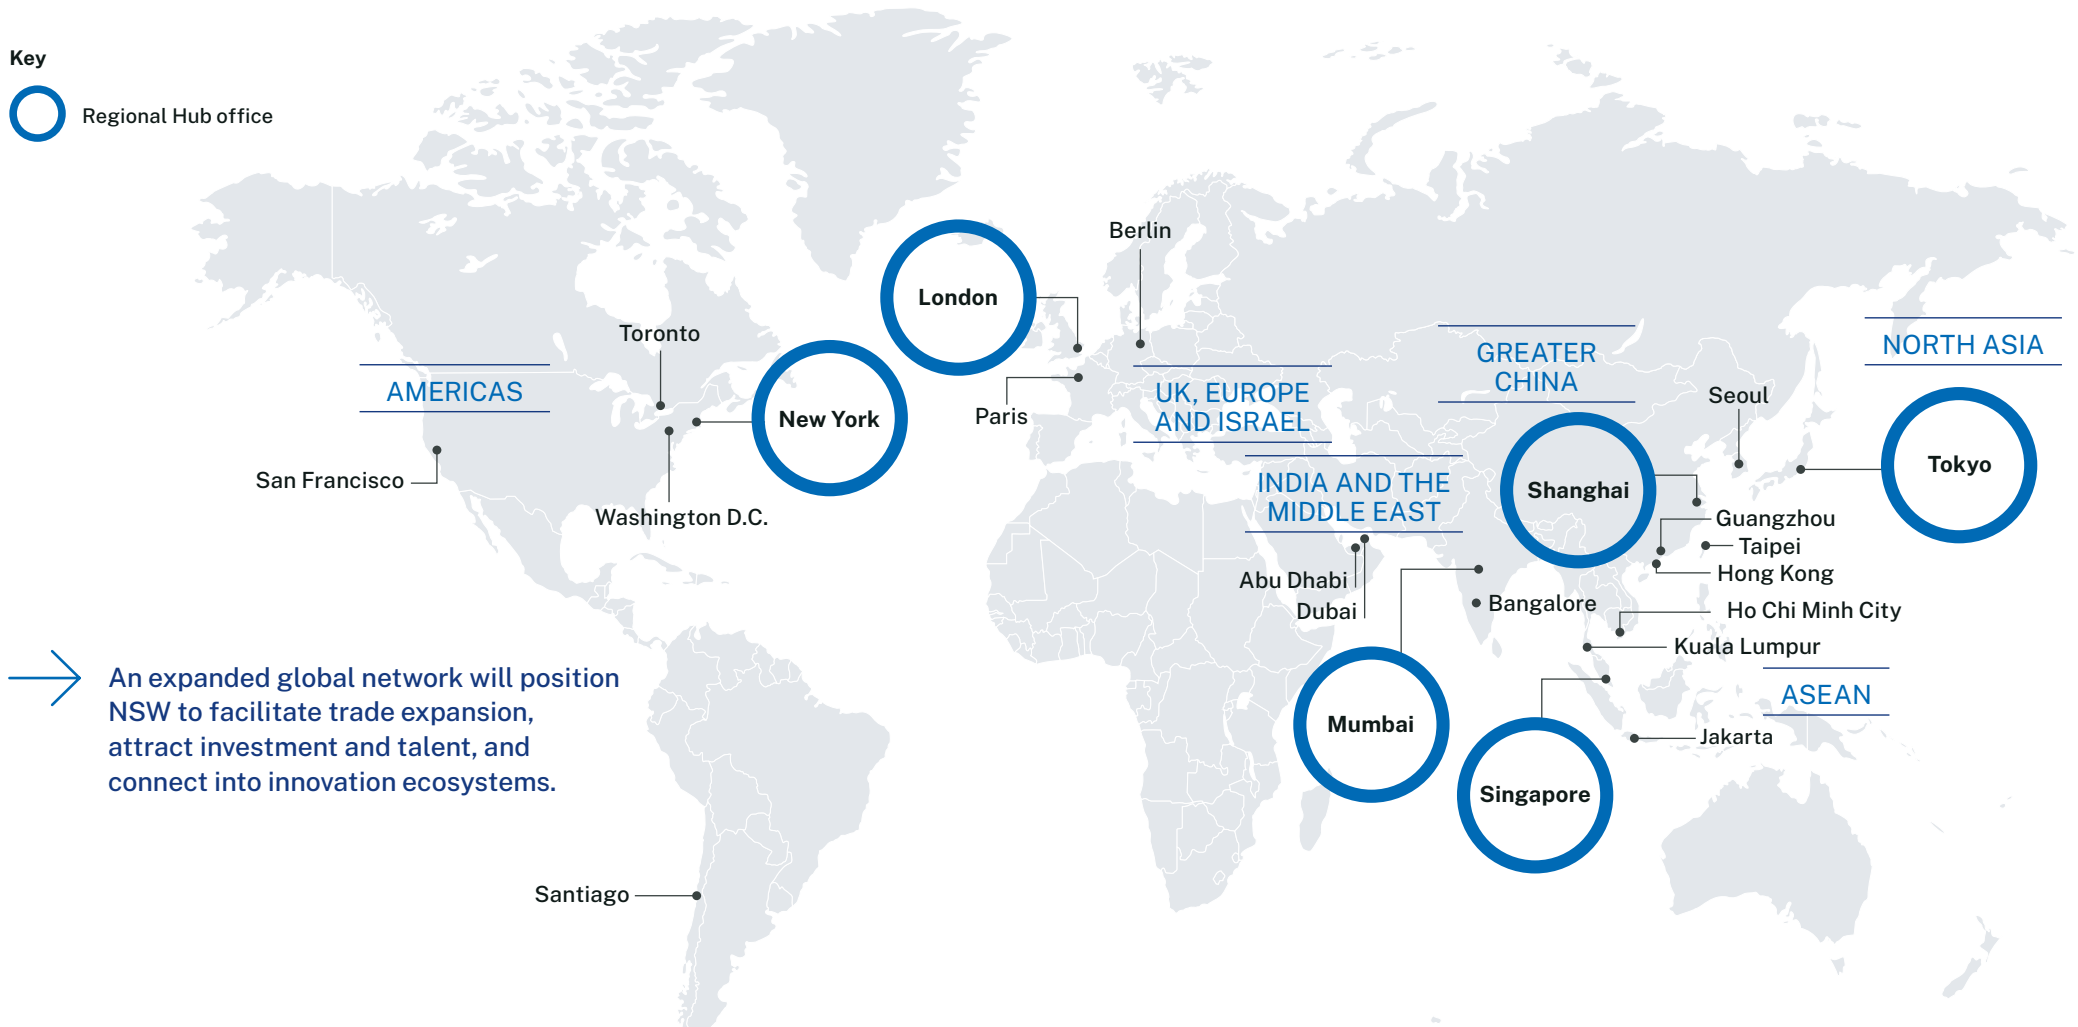 Key
Regional Hub office
Berlin
London
Toronto
AMERICAS
New York
Paris
UK, EUROPE
AND ISRAEL
GREATER
CHINA
NORTH ASIA
Seoul
Tokyo
San Francisco
Washington D.C.
INDIA AND THE
MIDDLE EAST
Shanghai
Guangzhou
Taipei
Hong Kong
Abu Dhabi
Dubai
Bangalore
Ho Chi Minh City
Kuala Lumpur
ASEAN
Mumbai
Singapore
Jakarta
An expanded global network will position
NSW to facilitate trade expansion,
attract investment and talent, and
connect into innovation ecosystems.
Santiago